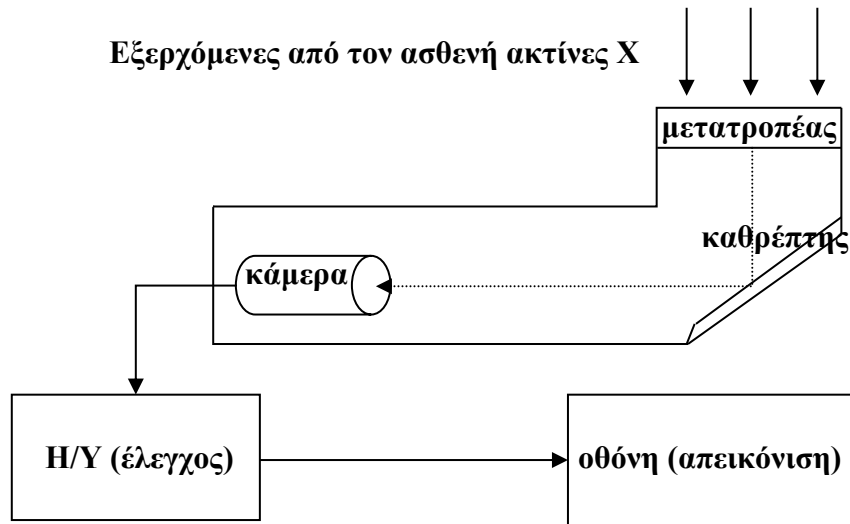 Εξερχόμενες από τον ασθενή ακτίνες Χ
μετατροπέας
καθρέπτης
κάμερα
Η/Υ (έλεγχος)
οθόνη (απεικόνιση)